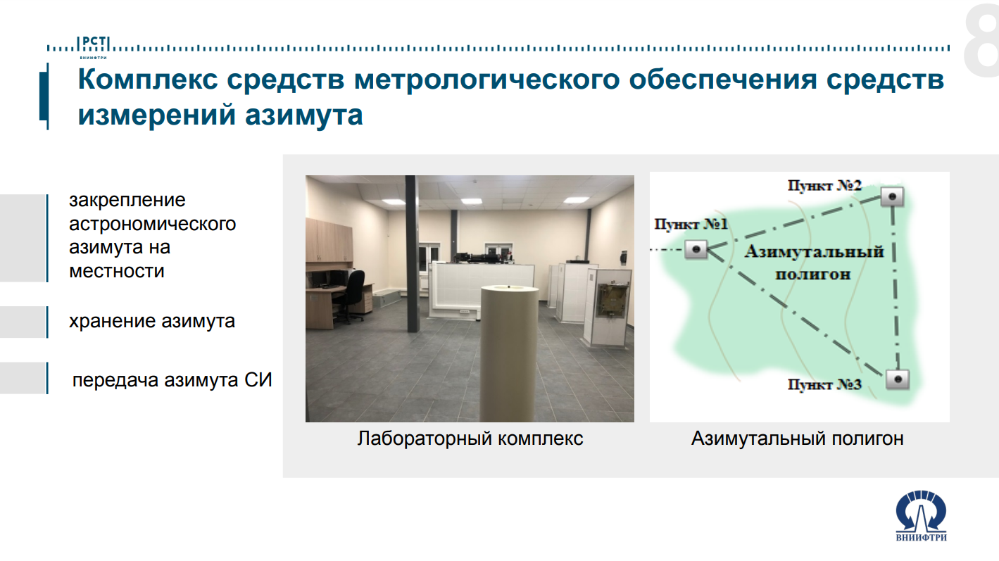 8
РСТ
ВНИИФТРИ
Комплекс средств метрологического обеспечения средств
измерений азимута
закрепление
астрономического
азимута на
местности
хранение азимута
передача азимута СИ
Пункт №2
Пункт №1
Азимутальный
полигон
Пункт №3
Лабораторный комплекс
Азимутальный полигон
ВНИИФТРИ